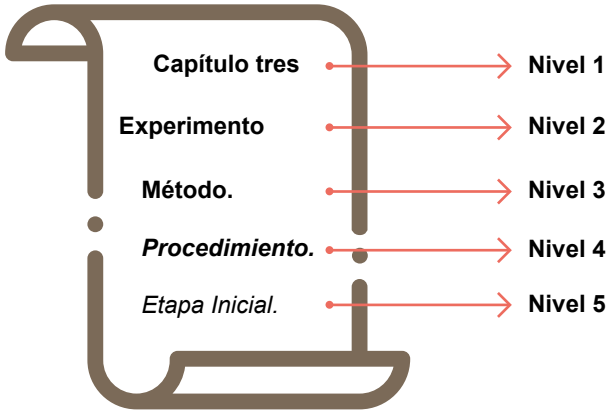 Capítulo tres Nivel 1
Experimento Nivel 2
Método. Nivel 3
Procedimiento. Nivel 4
Etapa Inicial. Nivel 5